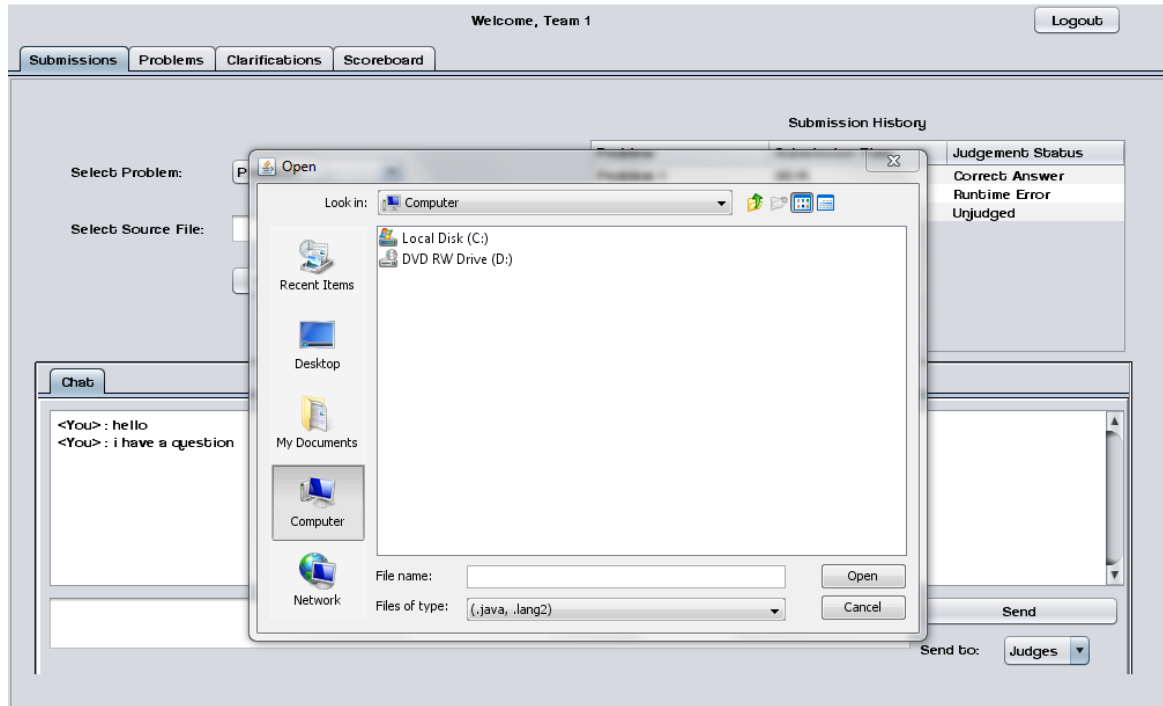 Welcome, Team 1
Logout
Submissions Problems Clarifications Scoreboard
Submission History
Judgement Status
Select Problem:
P
Correct Answer
Runtime Error
Unjudged
Select Source File:
Open
Look in: Computer
Local Disk (C:)
DVD RW Drive (D:)
Recent Items
Desktop
My Documents
Computer
Network
File name:
Open
Files of type: (.java, .lang2)
Cancel
Chat
<You> : hello
<You> : i have a question
Send
Send to: Judges